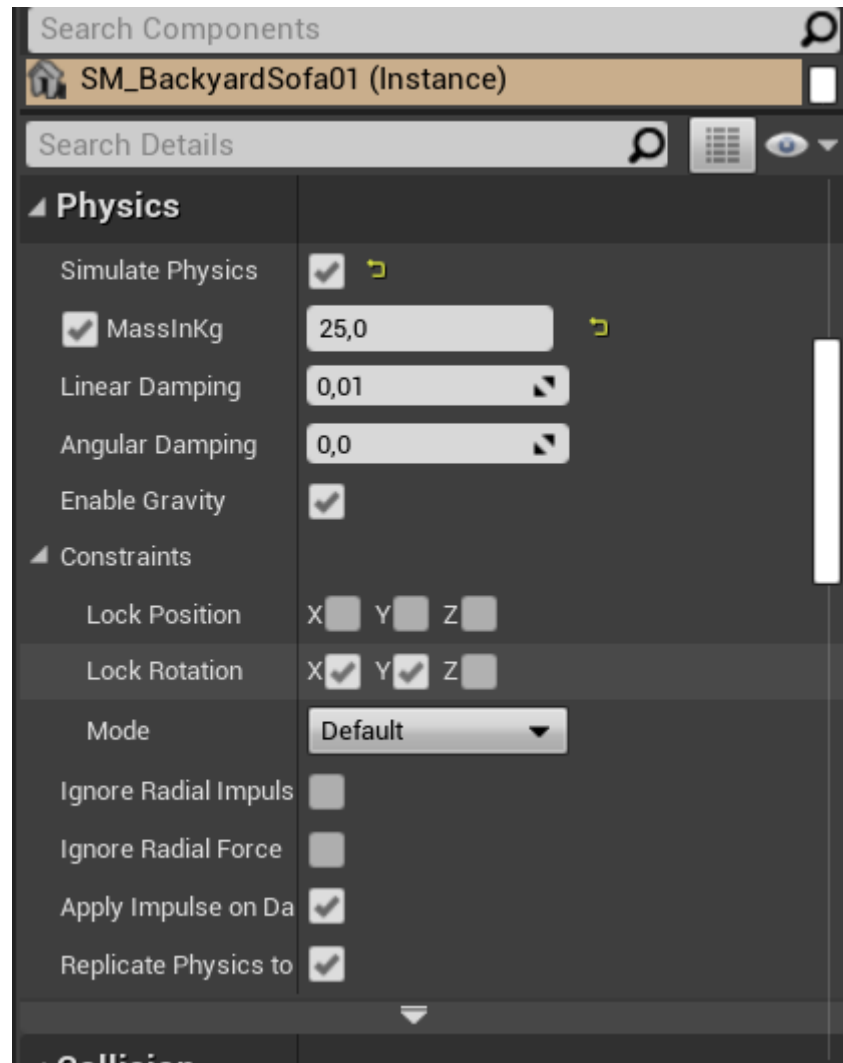 Search Components
SM_BackyardSofa01 (Instance)
Search Details
Physics
Simulate Physics
MassInKg 25,0
Linear Damping 0,01
Angular Damping 0,0
Enable Gravity
Constraints
Lock Position X Y Z
Lock Rotation X Y Z
Mode Default
Ignore Radial Impuls
Ignore Radial Force
Apply Impulse on Da
Replicate Physics to
Collision